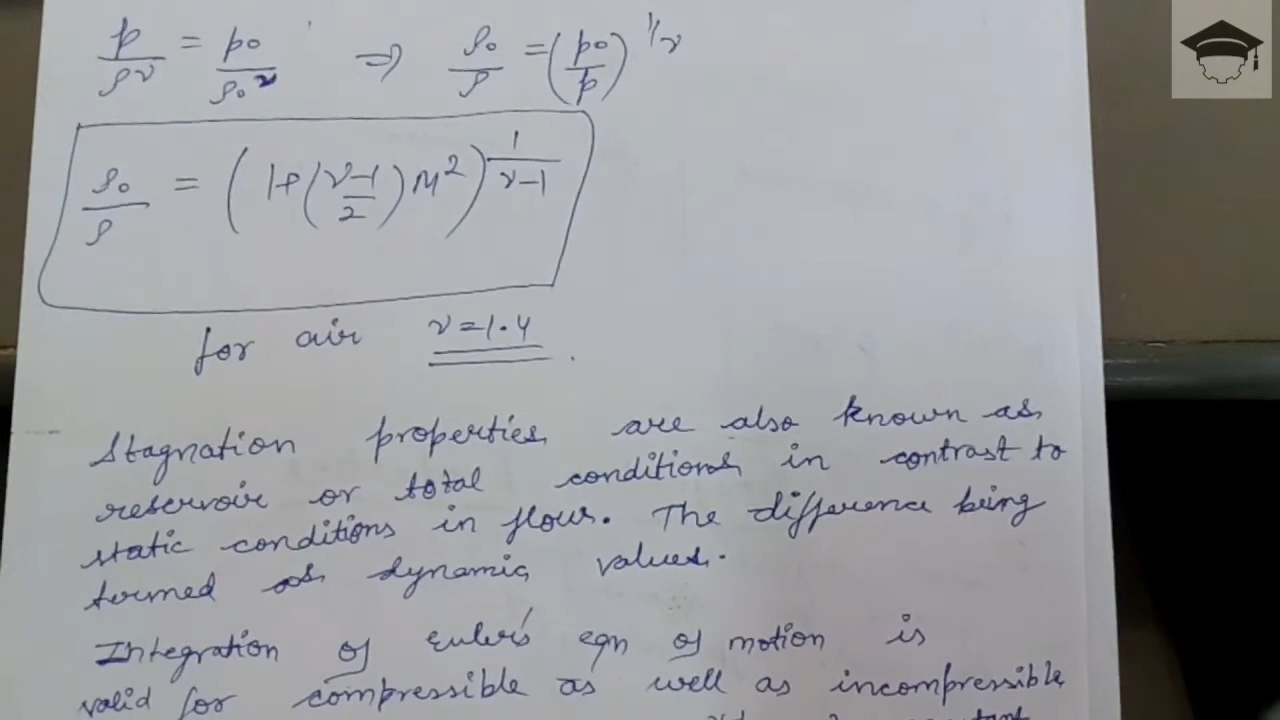 p/ρ^γ = p₀/ρ₀^γ ⇒ ρ₀/ρ = (p₀/p)^1/γ
ρ₀/ρ = (1+(γ-1/2)M²)^1/γ-1
for air γ=1.4.
Stagnation properties are also known as
reservoir or total conditions in contrast to
static conditions in flow. The difference being
termed as dynamic values.
Integration of euler's eqn of motion is
valid for compressible as well as incompressible